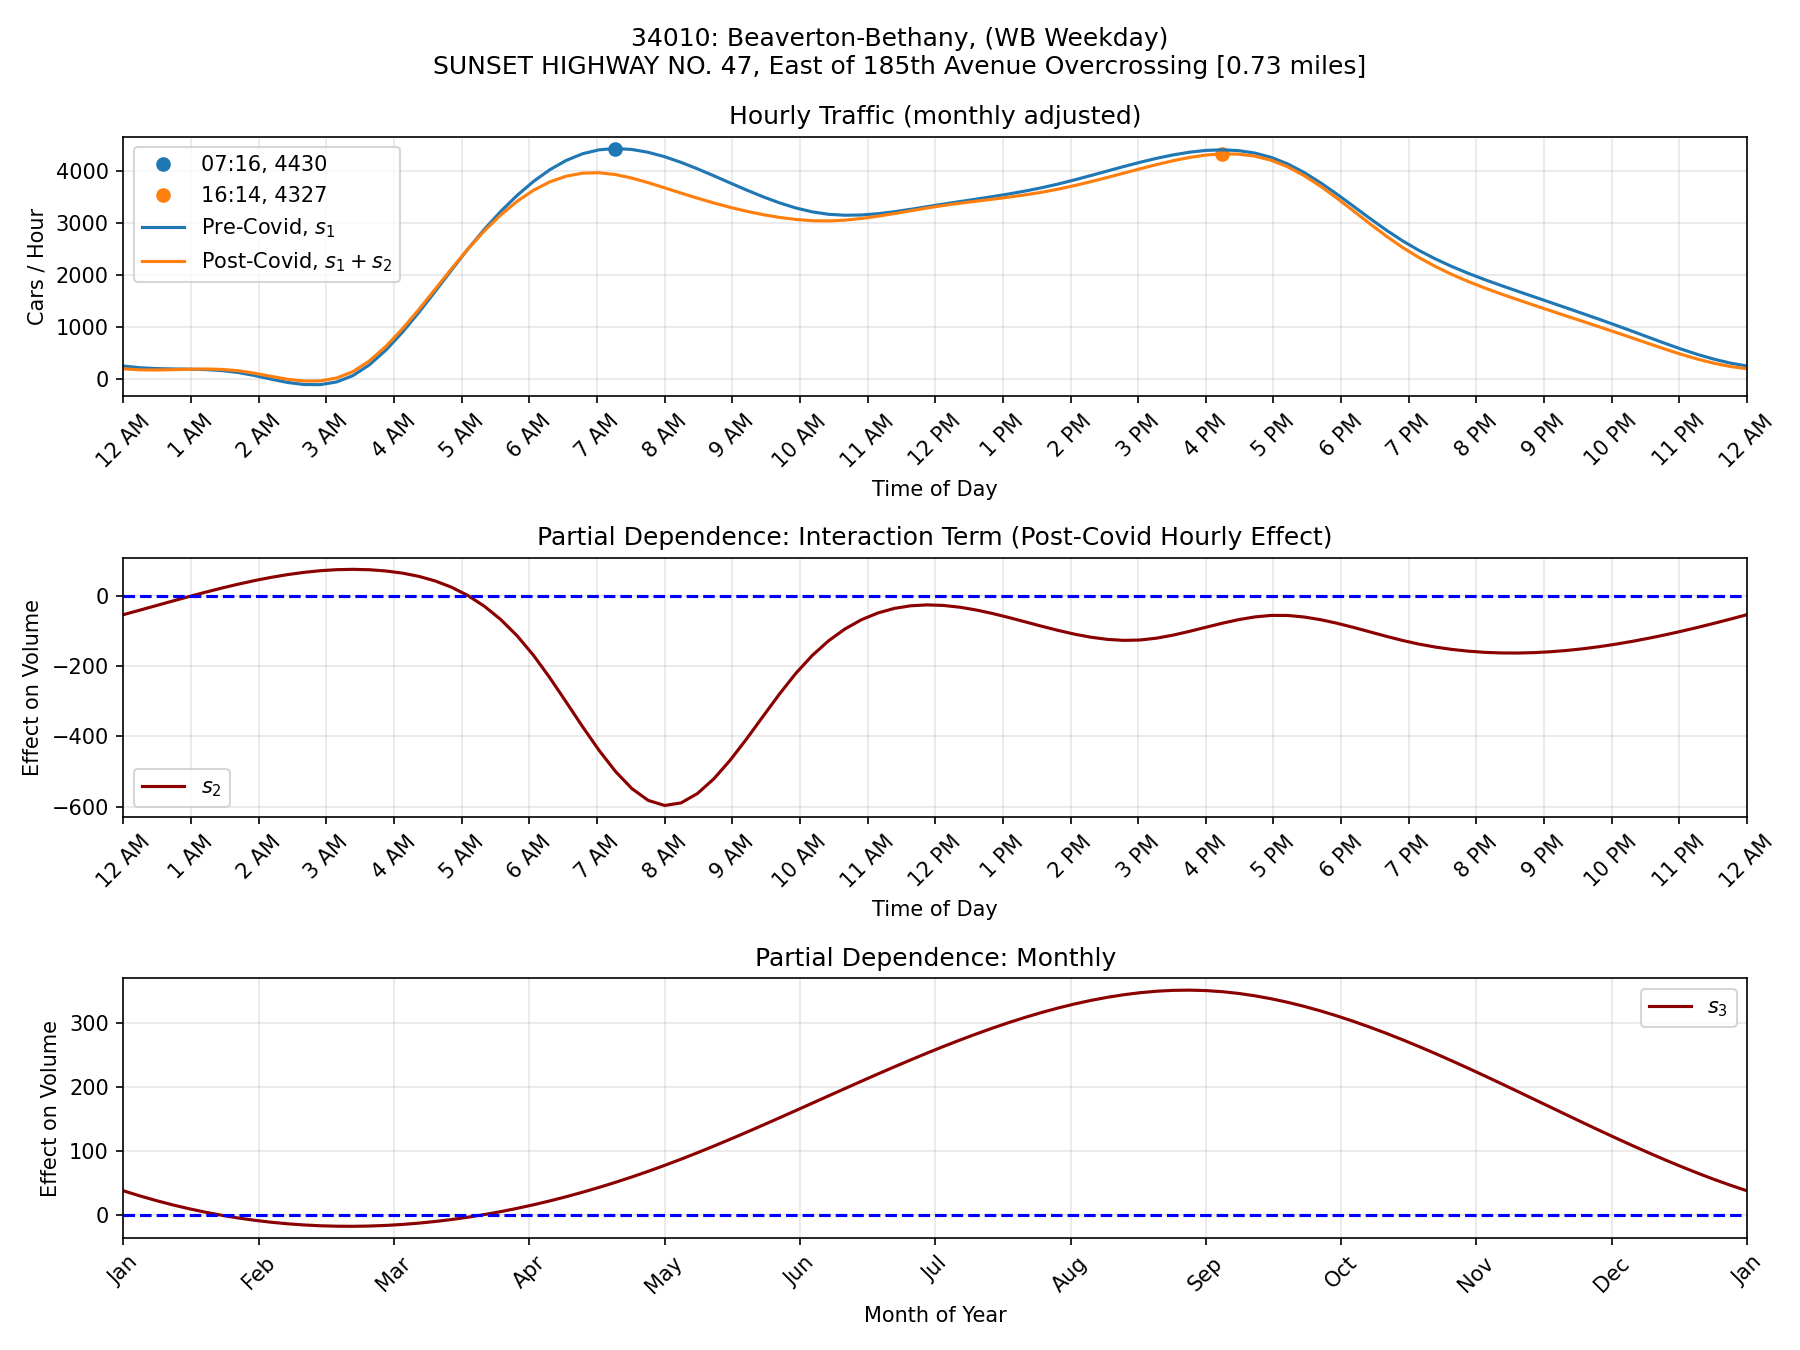 34010: Beaverton-Bethany, (WB Weekday)
SUNSET HIGHWAY NO. 47, East of 185th Avenue Overcrossing [0.73 miles]
Hourly Traffic (monthly adjusted)
Cars / Hour
4000
3000
2000
1000
0
07:16, 4430
16:14, 4327
Pre-Covid, s₁
Post-Covid, s₁ + s₂
12 AM 1 AM 2 AM 3 AM 4 AM 5 AM 6 AM 7 AM 8 AM 9 AM 10 AM 11 AM 12 PM 1 PM 2 PM 3 PM 4 PM 5 PM 6 PM 7 PM 8 PM 9 PM 10 PM 11 PM 12 AM
Time of Day
Partial Dependence: Interaction Term (Post-Covid Hourly Effect)
Effect on Volume
0
−200
−400
−600
s₂
12 AM 1 AM 2 AM 3 AM 4 AM 5 AM 6 AM 7 AM 8 AM 9 AM 10 AM 11 AM 12 PM 1 PM 2 PM 3 PM 4 PM 5 PM 6 PM 7 PM 8 PM 9 PM 10 PM 11 PM 12 AM
Time of Day
Partial Dependence: Monthly
Effect on Volume
300
200
100
0
s₃
Jan Feb Mar Apr May Jun Jul Aug Sep Oct Nov Dec Jan
Month of Year